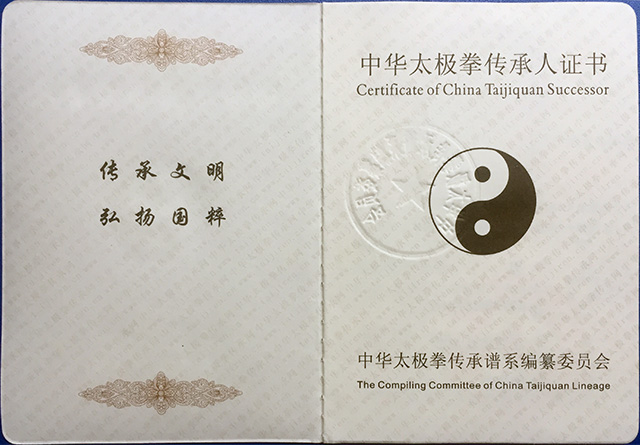 传承文明
弘扬国粹
中华太极拳传承人证书
Certificate of China Taijiquan Successor
中华太极拳传承谱系编纂委员会
The Compiling Committee of China Taijiquan Lineage